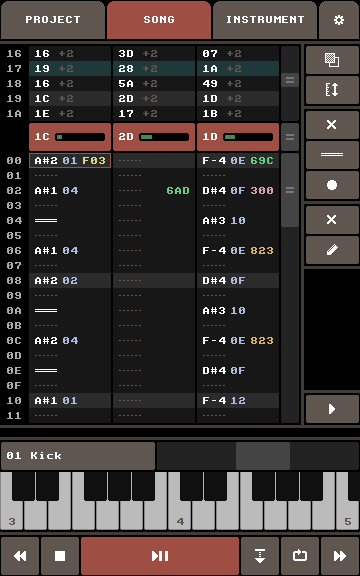 PROJECT SONG INSTRUMENT
16 16 +2 3D +2 07 +2
17 19 +2 28 +2 1A +2
18 16 +2 5A +2 49 +2
19 1C +2 2D +2 1D +2
1A 1E +2 17 +2 1B +2
1C 2D 1D
00 A#2 01 F03 F-4 0E 69C
01
02 A#1 04 6AD D#4 0F 300
03
04 A#3 10
05
06 A#1 04 F-4 0E 823
07
08 A#2 02 D#4 0F
09
0A A#3 10
0B
0C A#2 04 F-4 0E 823
0D
0E D#4 0F
0F
10 A#1 01 F-4 12
11
01 Kick
3 4 5